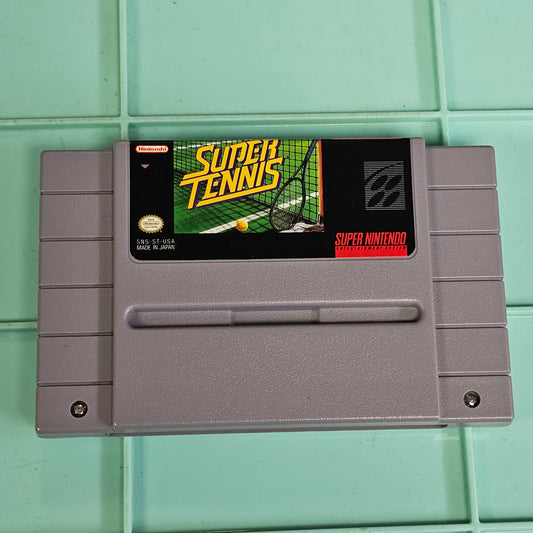 Nintendo
SUPER
TENNIS
SNS-ST-USA
MADE IN JAPAN
SUPER NINTENDO
ENTERTAINMENT SYSTEM